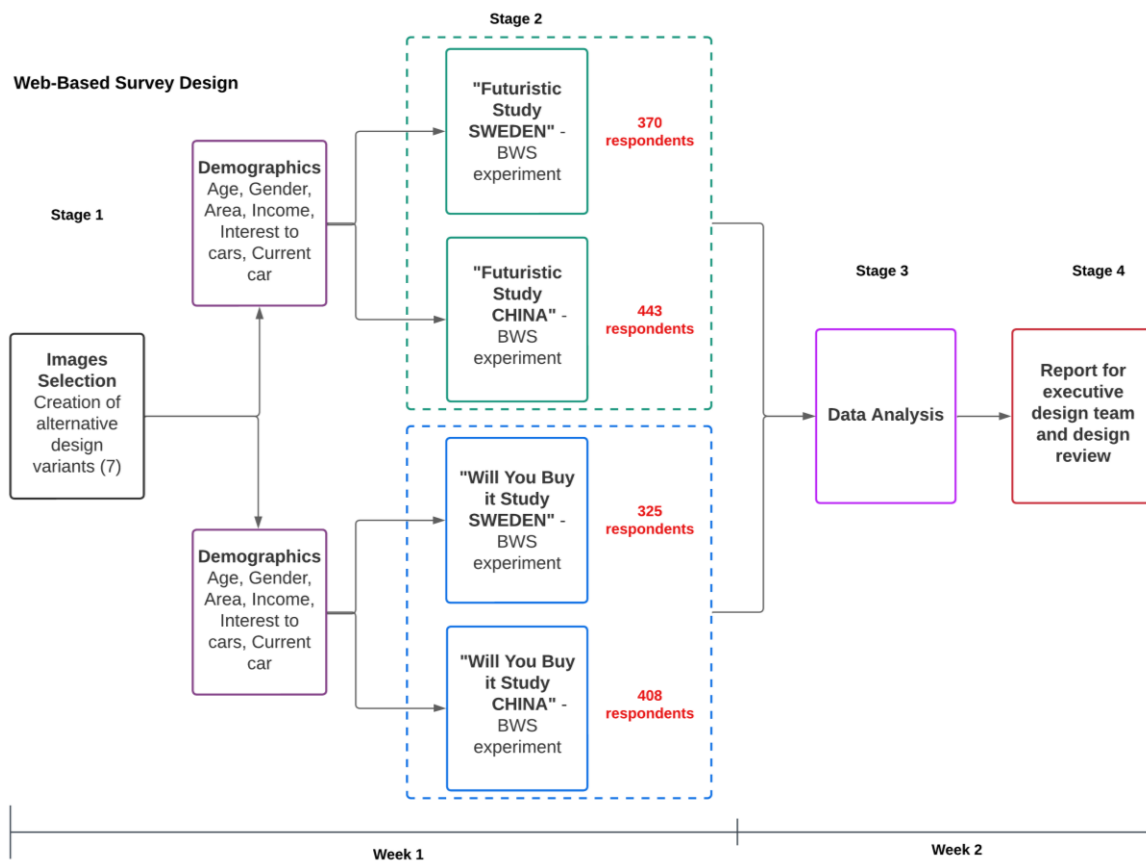 Stage 2
Web-Based Survey Design
Stage 1
Images
Selection
Creation of
alternative
design
variants (7)
Demographics
Age, Gender,
Area, Income,
Interest to
cars, Current
car
"Futuristic
Study
SWEDEN" -
BWS
experiment
370
respondents
"Futuristic
Study
CHINA" -
BWS
experiment
443
respondents
Demographics
Age, Gender,
Area, Income,
Interest to
cars, Current
car
"Will You Buy
it Study
SWEDEN" -
BWS
experiment
325
respondents
"Will You Buy
it Study
CHINA" -
BWS
experiment
408
respondents
Stage 3
Data Analysis
Stage 4
Report for
executive
design team
and design
review
Week 1
Week 2